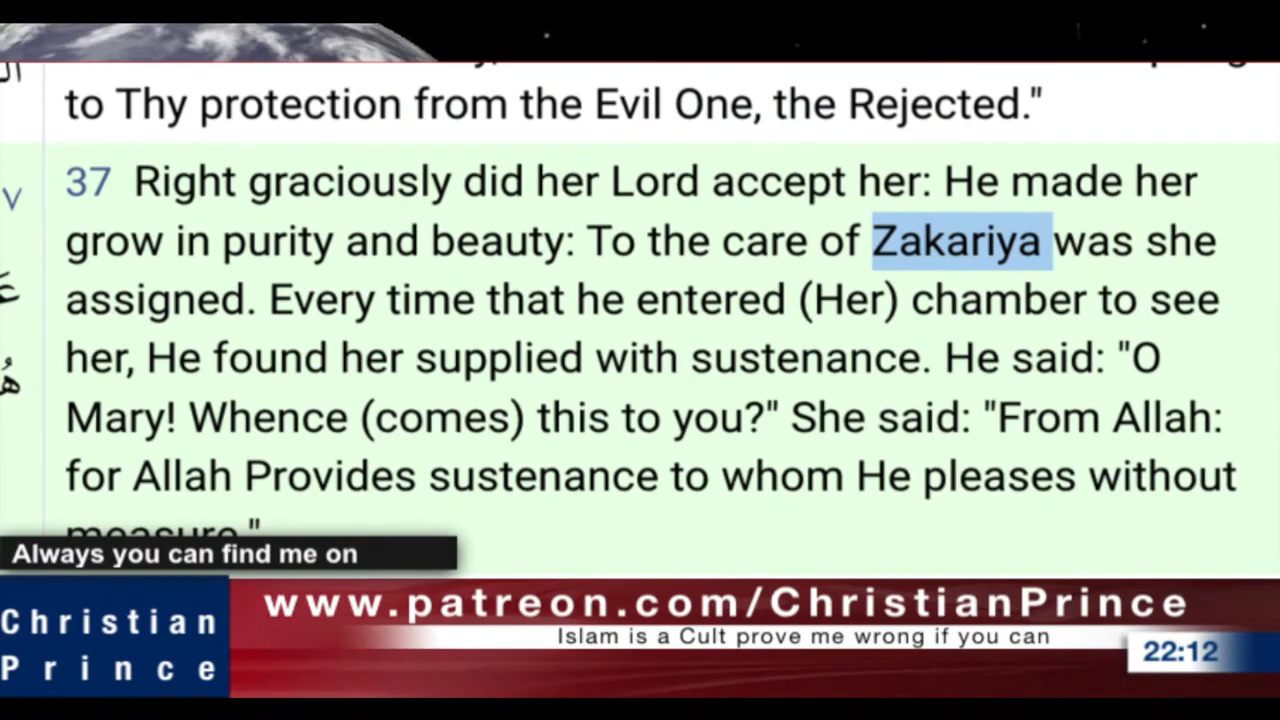 to Thy protection from the Evil One, the Rejected."
37 Right graciously did her Lord accept her: He made her
grow in purity and beauty: To the care of Zakariya was she
assigned. Every time that he entered (Her) chamber to see
her, He found her supplied with sustenance. He said: "O
Mary! Whence (comes) this to you?" She said: "From Allah:
for Allah Provides sustenance to whom He pleases without
measure."
Always you can find me on
www.patreon.com/ChristianPrince
Islam is a Cult prove me wrong if you can
Christian
Prince
22:12